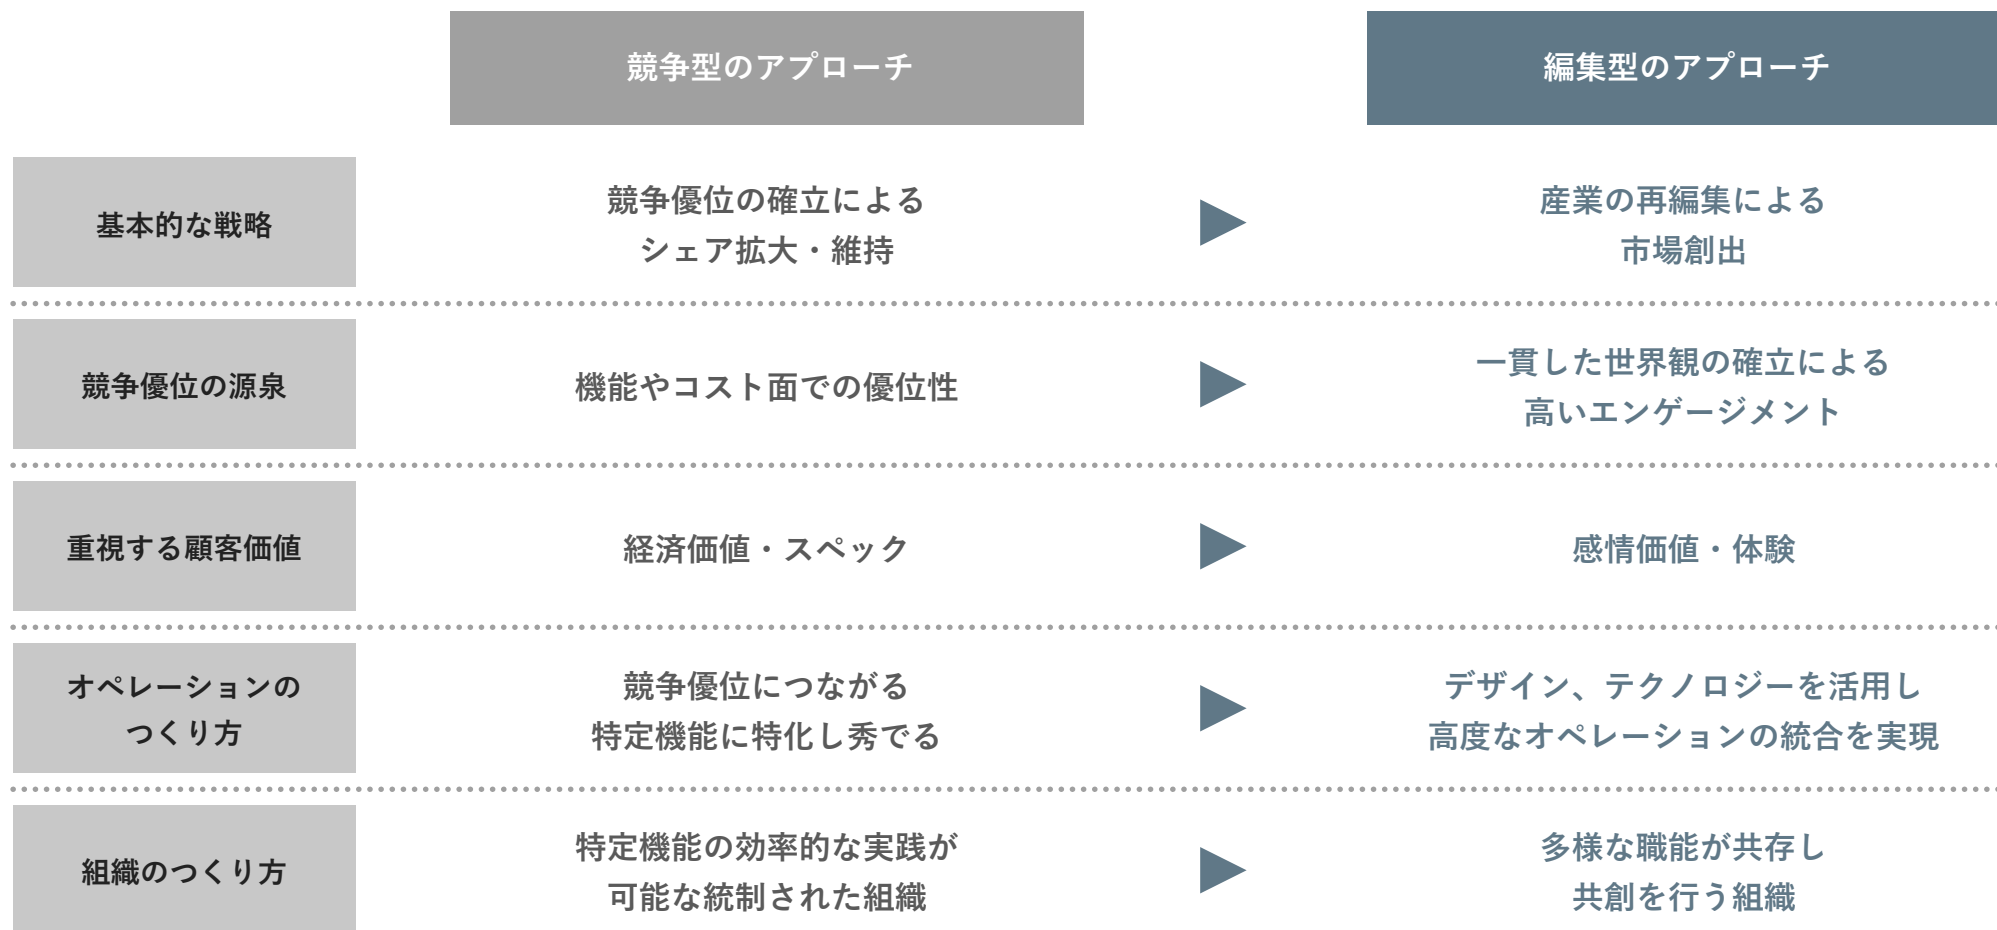 競争型のアプローチ
編集型のアプローチ
基本的な戦略
競争優位の確立による
シェア拡大・維持
産業の再編集による
市場創出
競争優位の源泉
機能やコスト面での優位性
一貫した世界観の確立による
高いエンゲージメント
重視する顧客価値
経済価値・スペック
感情価値・体験
オペレーションの
つくり方
競争優位につながる
特定機能に特化し秀でる
デザイン、テクノロジーを活用し
高度なオペレーションの統合を実現
組織のつくり方
特定機能の効率的な実践が
可能な統制された組織
多様な職能が共存し
共創を行う組織